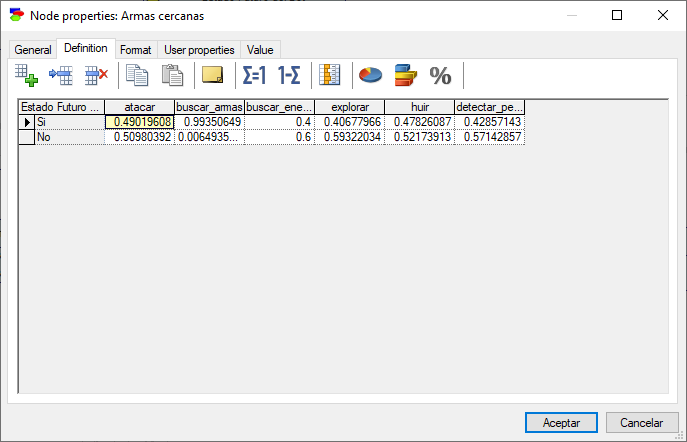 Node properties: Armas cercanas
General Definition Format User properties Value
Σ=1 1-Σ %
Estado Futuro ... atacar buscar_armas buscar_ene... explorar huir detectar_pe...
Si 0.49019608 0.99350649 0.4 0.40677966 0.47826087 0.42857143
No 0.50980392 0.0064935... 0.6 0.59322034 0.52173913 0.57142857
Aceptar Cancelar